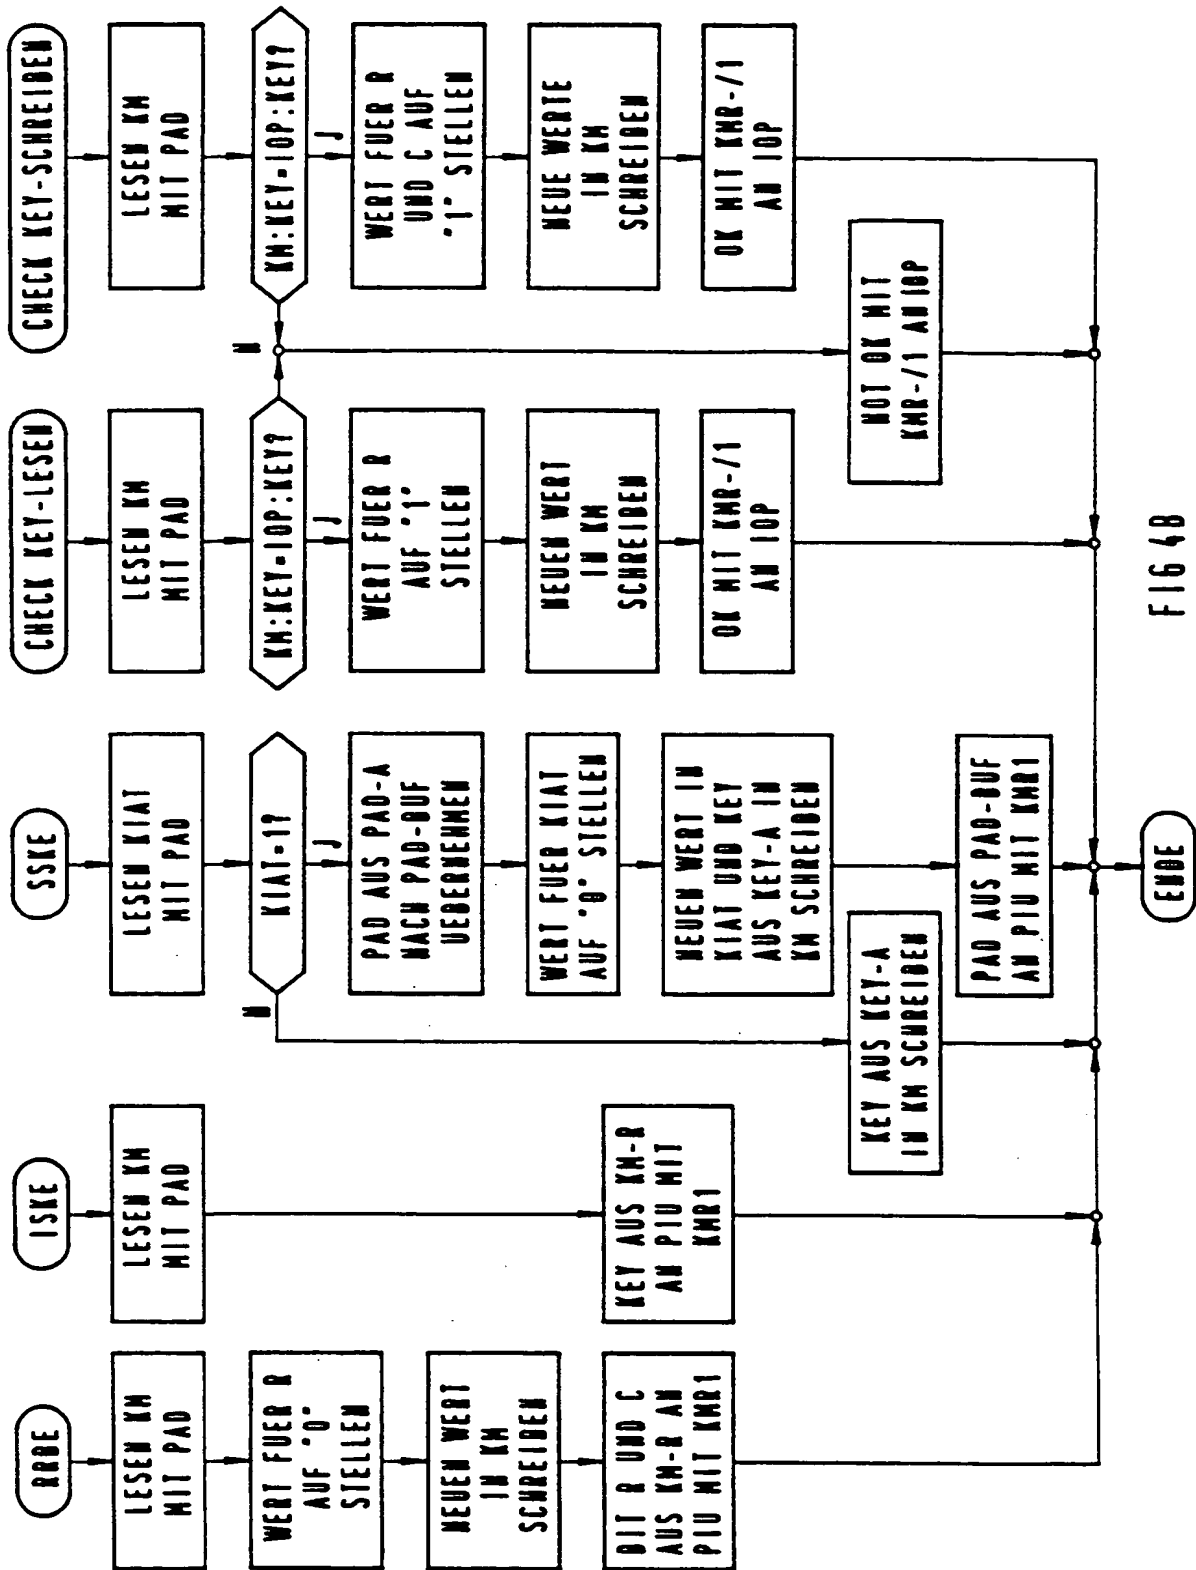 RRBE
LESEN KM
MIT PAD
WERT FUER R
AUF "0"
STELLEN
NEUEN WERT
IN KM
SCHREIBEN
BIT R UND C
AUS KM-R AN
PIU MIT KMR1
ISKE
LESEN KM
MIT PAD
KEY AUS KM-R
AN PIU MIT
KMR1
SSKE
LESEN KIAT
MIT PAD
KIAT=1?
N
J
PAD AUS PAD-A
NACH PAD-BUF
UEBERNEHMEN
WERT FUER KIAT
AUF "0" STELLEN
NEUEN WERT IN
KIAT UND KEY
AUS KEY-A IN
KM SCHREIBEN
KEY AUS KEY-A
IN KM SCHREIBEN
PAD AUS PAD-BUF
AN PIU MIT KMR1
CHECK KEY-LESEN
LESEN KM
MIT PAD
KM:KEY=IOP:KEY?
J
WERT FUER R
AUF "1"
STELLEN
NEUEN WERT
IN KM
SCHREIBEN
OK MIT KMR-/1
AN IOP
N
NOT OK MIT
KMR-/1 AN IOP
CHECK KEY-SCHREIBEN
LESEN KM
MIT PAD
KM:KEY=IOP:KEY?
J
WERT FUER R
UND C AUF
"1" STELLEN
NEUE WERTE
IN KM
SCHREIBEN
OK MIT KMR-/1
AN IOP
ENDE
FIG 4B